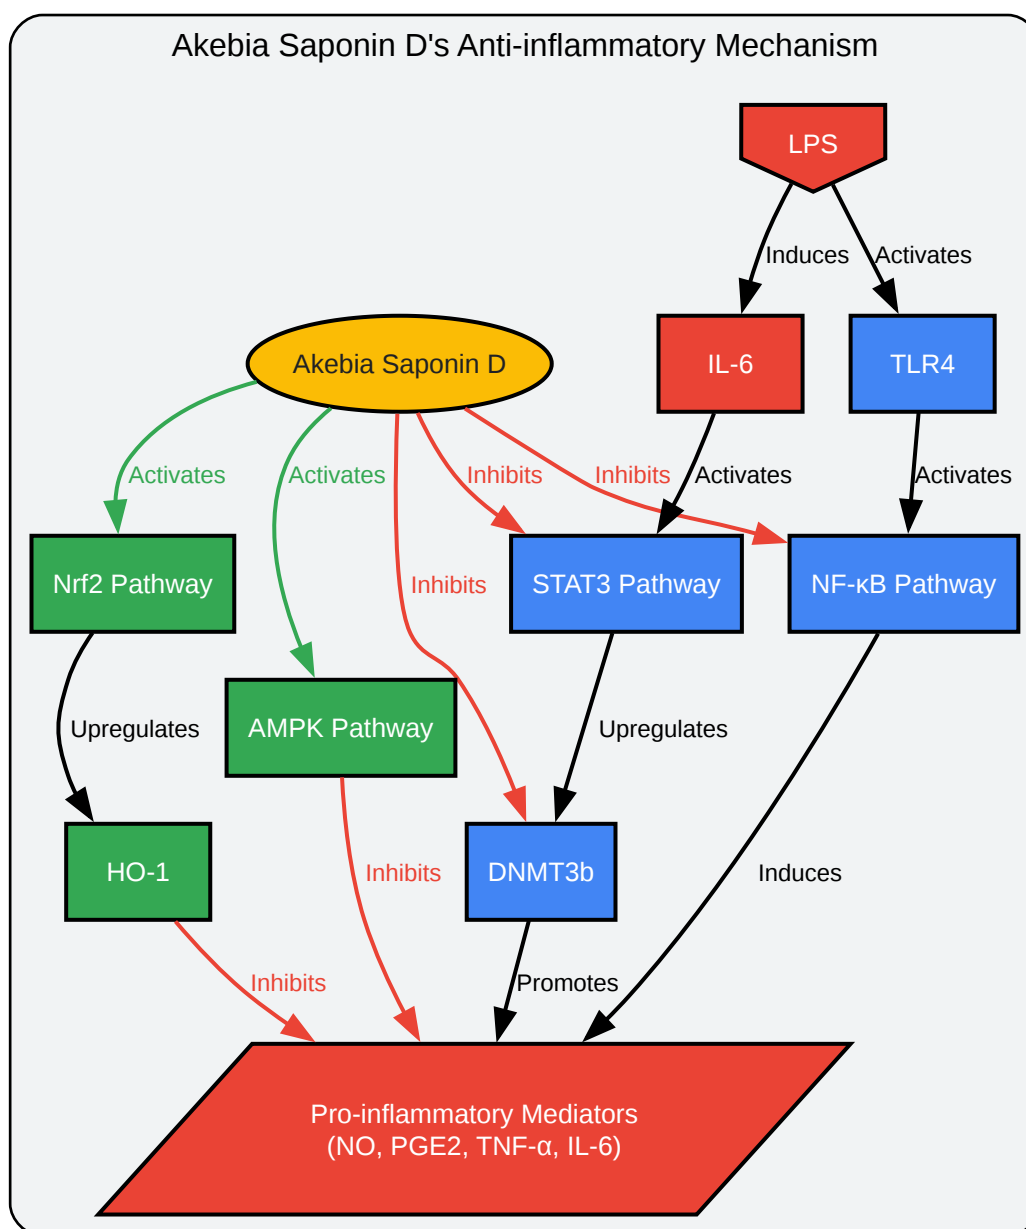 Akebia Saponin D's Anti-inflammatory Mechanism
LPS
Induces
Activates
Akebia Saponin D
IL-6
TLR4
Activates
Activates
Inhibits
Inhibits
Activates
Activates
Nrf2 Pathway
Inhibits
STAT3 Pathway
NF-κB Pathway
Upregulates
AMPK Pathway
Upregulates
HO-1
Inhibits
DNMT3b
Induces
Inhibits
Promotes
Pro-inflammatory Mediators
(NO, PGE2, TNF-α, IL-6)